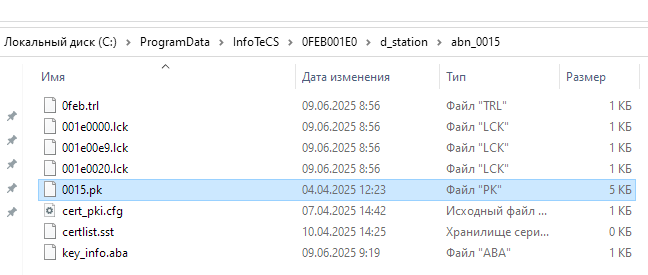 Локальный диск (C:) > ProgramData > InfoTeCS > 0FEB001E0 > d_station > abn_0015
Имя Дата изменения Тип Размер
0feb.trl 09.06.2025 8:56 Файл "TRL" 1 КБ
001e0000.lck 09.06.2025 8:56 Файл "LCK" 1 КБ
001e00e9.lck 09.06.2025 8:56 Файл "LCK" 1 КБ
001e0020.lck 09.06.2025 8:56 Файл "LCK" 1 КБ
0015.pk 04.04.2025 12:23 Файл "PK" 5 КБ
cert_pki.cfg 07.04.2025 14:42 Исходный файл ... 1 КБ
certlist.sst 10.04.2025 14:25 Хранилище сери... 0 КБ
key_info.aba 09.06.2025 9:19 Файл "ABA" 1 КБ